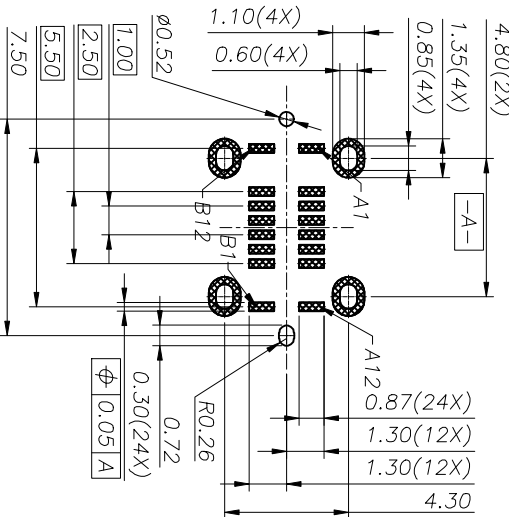 1.10(4X)
0.60(4X)
4.80(2X)
1.35(4X)
0.85(4X)
ø0.52
1.00
2.50
5.50
7.50
-A-
A1
B12
B1
A12
R0.26
0.72
0.30(24X)
⌖ 0.05 A
0.87(24X)
1.30(12X)
1.30(12X)
4.30